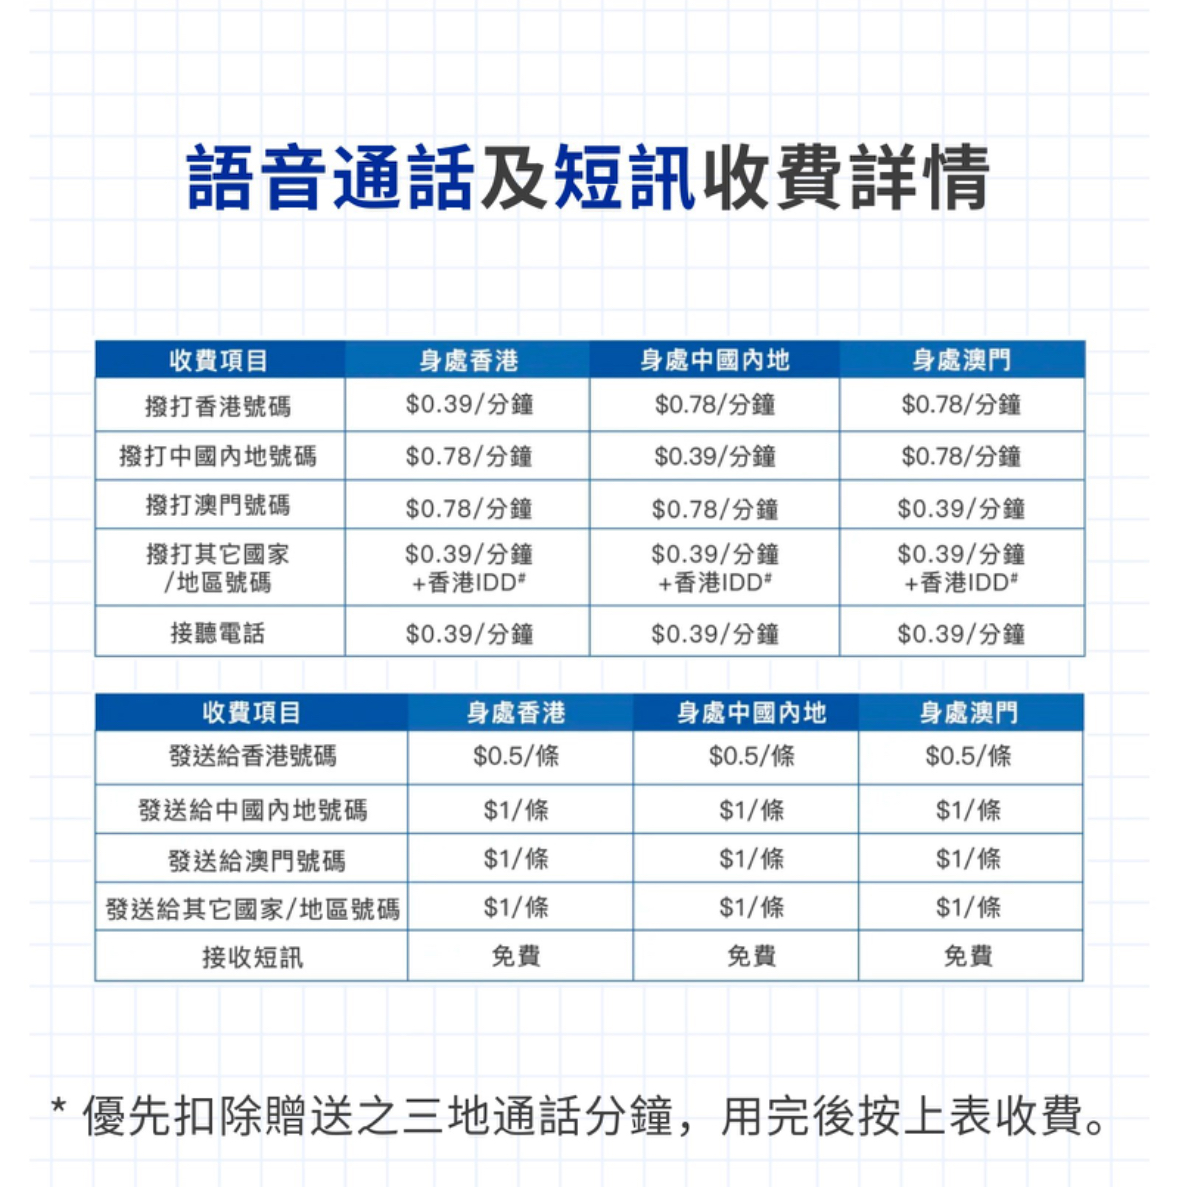 語音通話及短訊收費詳情
收費項目 身處香港 身處中國內地 身處澳門
撥打香港號碼 $0.39/分鐘 $0.78/分鐘 $0.78/分鐘
撥打中國內地號碼 $0.78/分鐘 $0.39/分鐘 $0.78/分鐘
撥打澳門號碼 $0.78/分鐘 $0.78/分鐘 $0.39/分鐘
撥打其它國家 $0.39/分鐘 $0.39/分鐘 $0.39/分鐘
/地區號碼 +香港IDD# +香港IDD# +香港IDD#
接聽電話 $0.39/分鐘 $0.39/分鐘 $0.39/分鐘
收費項目 身處香港 身處中國內地 身處澳門
發送給香港號碼 $0.5/條 $0.5/條 $0.5/條
發送給中國內地號碼 $1/條 $1/條 $1/條
發送給澳門號碼 $1/條 $1/條 $1/條
發送給其它國家/地區號碼 $1/條 $1/條 $1/條
接收短訊 免費 免費 免費
* 優先扣除贈送之三地通話分鐘，用完後按上表收費。